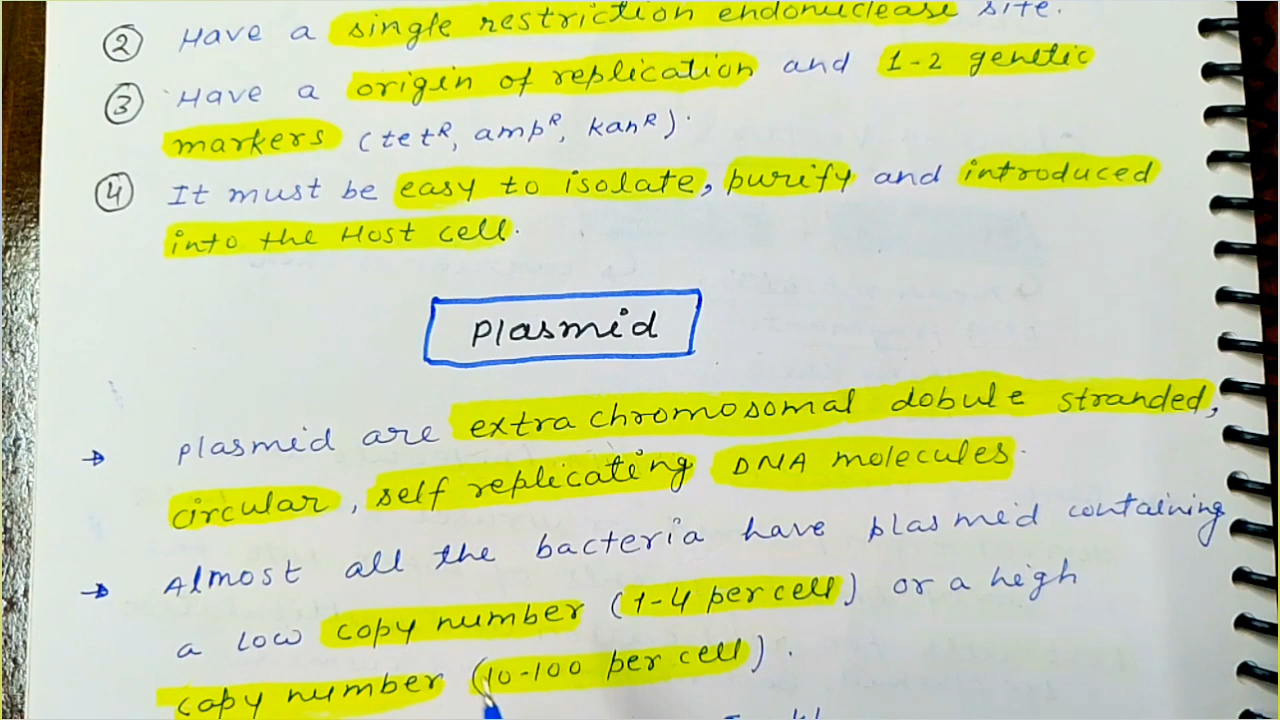 ② Have a single restriction endonuclease site.
③ Have a origin of replication and 1-2 genetic
markers (tetᴿ, ampᴿ, kanᴿ).
④ It must be easy to isolate, purify and introduced
into the Host cell.
Plasmid
→ plasmid are extra chromosomal dobule stranded,
circular, self replicating DNA molecules.
→ Almost all the bacteria have plasmid containing
a low copy number (1-4 per cell) or a high
copy number (10-100 per cell).